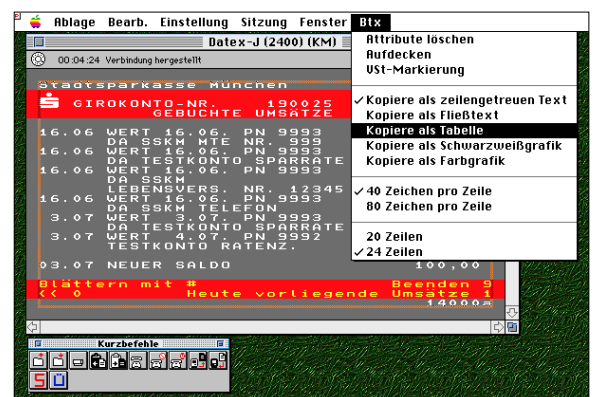 Ablage Bearb. Einstellung Sitzung Fenster Btx
Datex-J (2400) (KM)
00:04:24 Verbindung hergestellt
Attribute löschen
Aufdecken
VSt-Markierung
✓Kopiere als zeilengetreuen Text
Kopiere als Fließtext
Kopiere als Tabelle
Kopiere als Schwarzweißgrafik
Kopiere als Farbgrafik
✓40 Zeichen pro Zeile
80 Zeichen pro Zeile
20 Zeilen
✓24 Zeilen
Stadtsparkasse München
GIROKONTO-NR. 190025
GEBUCHTE UMSÄTZE
16.06 WERT 16.06. PN 9993
DA SSKM MTE NR. 999
16.06 WERT 16.06. PN 9993
DA TESTKONTO SPARRATE
16.06 WERT 16.06. PN 9993
DA SSKM
LEBENSVERS. NR. 12345
16.06 WERT 16.06. PN 9993
DA SSKM TELEFON
3.07 WERT 3.07. PN 9993
DA TESTKONTO SPARRATE
3.07 WERT 4.07. PN 9992
TESTKONTO RATENZ.
03.07 NEUER SALDO 100,00
Blättern mit # Beenden 9
<< 0 Heute vorliegende Umsätze 1
14000a
Kurzbefehle
S Ü